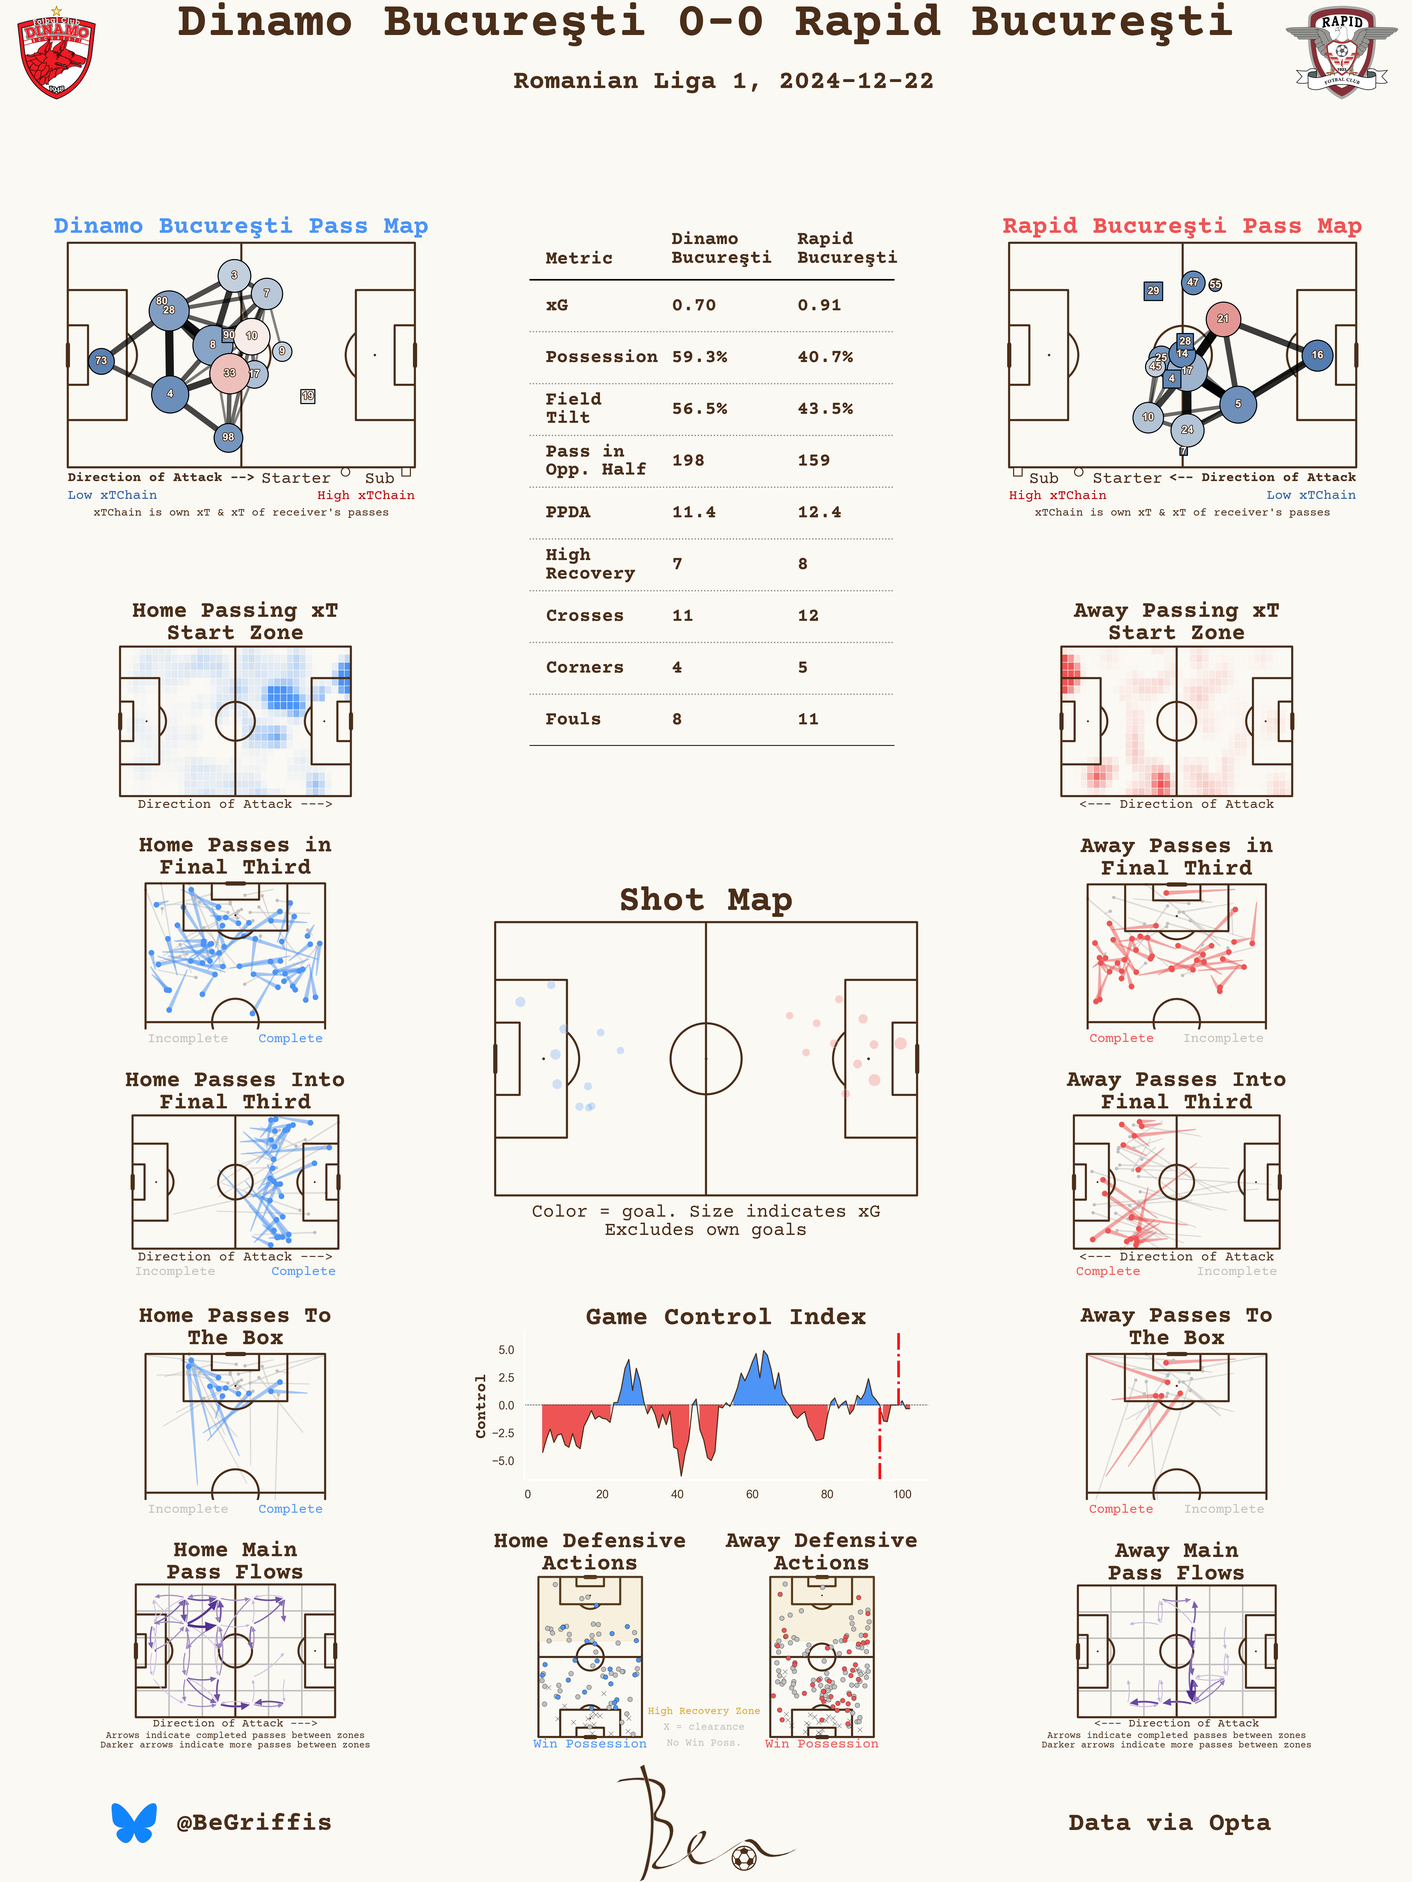 Dinamo Bucureşti 0-0 Rapid Bucureşti
Romanian Liga 1, 2024-12-22
Fotbal Club
DINAMO
BUCUREŞTI
1948
RAPID
1923
FOTBAL CLUB
Dinamo Bucureşti Pass Map
3
7
80
28
8
90
10
9
73
33
17
4
19
98
Direction of Attack --> Starter Sub
Low xTChain High xTChain
xTChain is own xT & xT of receiver's passes
Metric Dinamo Bucureşti Rapid Bucureşti
xG 0.70 0.91
Possession 59.3% 40.7%
Field Tilt 56.5% 43.5%
Pass in Opp. Half 198 159
PPDA 11.4 12.4
High Recovery 7 8
Crosses 11 12
Corners 4 5
Fouls 8 11
Rapid Bucureşti Pass Map
29
47
55
21
28
14
25
45
17
16
4
5
10
24
7
Sub Starter <-- Direction of Attack
High xTChain Low xTChain
xTChain is own xT & xT of receiver's passes
Home Passing xT
Start Zone
Direction of Attack --->
Away Passing xT
Start Zone
<--- Direction of Attack
Home Passes in
Final Third
Incomplete Complete
Away Passes in
Final Third
Complete Incomplete
Shot Map
Color = goal. Size indicates xG
Excludes own goals
Home Passes Into
Final Third
Direction of Attack --->
Incomplete Complete
Away Passes Into
Final Third
<--- Direction of Attack
Complete Incomplete
Home Passes To
The Box
Incomplete Complete
Game Control Index
Control
5.0
2.5
0.0
−2.5
−5.0
0 20 40 60 80 100
Away Passes To
The Box
Complete Incomplete
Home Main
Pass Flows
Direction of Attack --->
Arrows indicate completed passes between zones
Darker arrows indicate more passes between zones
Home Defensive
Actions
Win Possession
High Recovery Zone
X = clearance
No Win Poss.
Away Defensive
Actions
Win Possession
Away Main
Pass Flows
<--- Direction of Attack
Arrows indicate completed passes between zones
Darker arrows indicate more passes between zones
@BeGriffis
Ben
Data via Opta